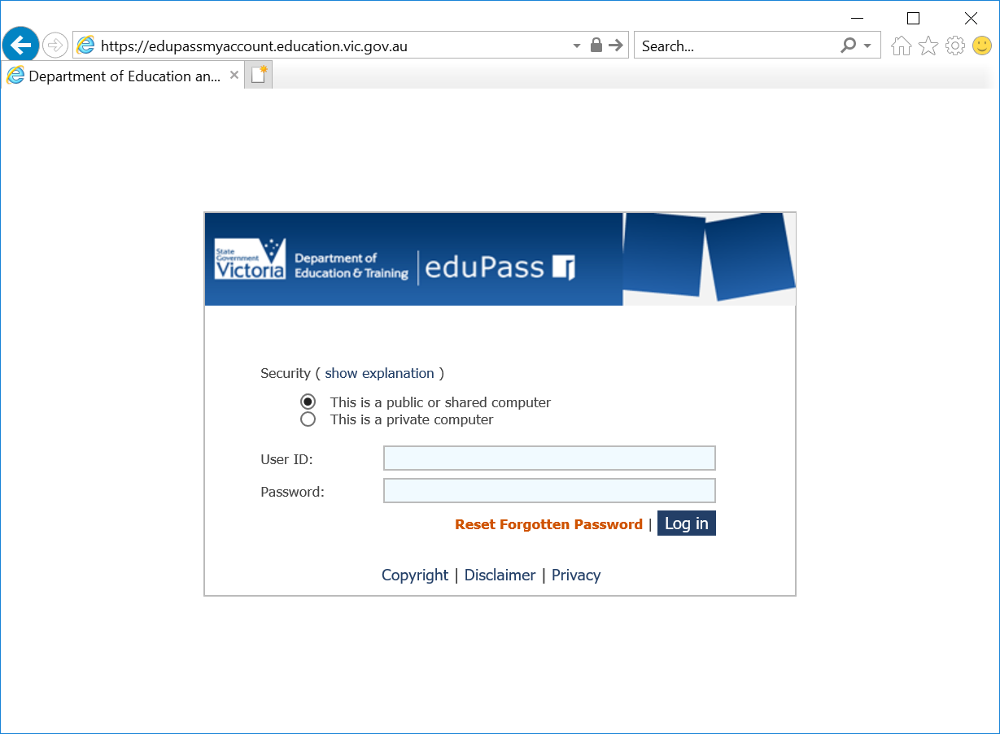 https://edupassmyaccount.education.vic.gov.au
Search...
Department of Education an...
State
Government
Victoria
Department of
Education & Training
eduPass
Security ( show explanation )
This is a public or shared computer
This is a private computer
User ID:
Password:
Reset Forgotten Password | Log in
Copyright | Disclaimer | Privacy